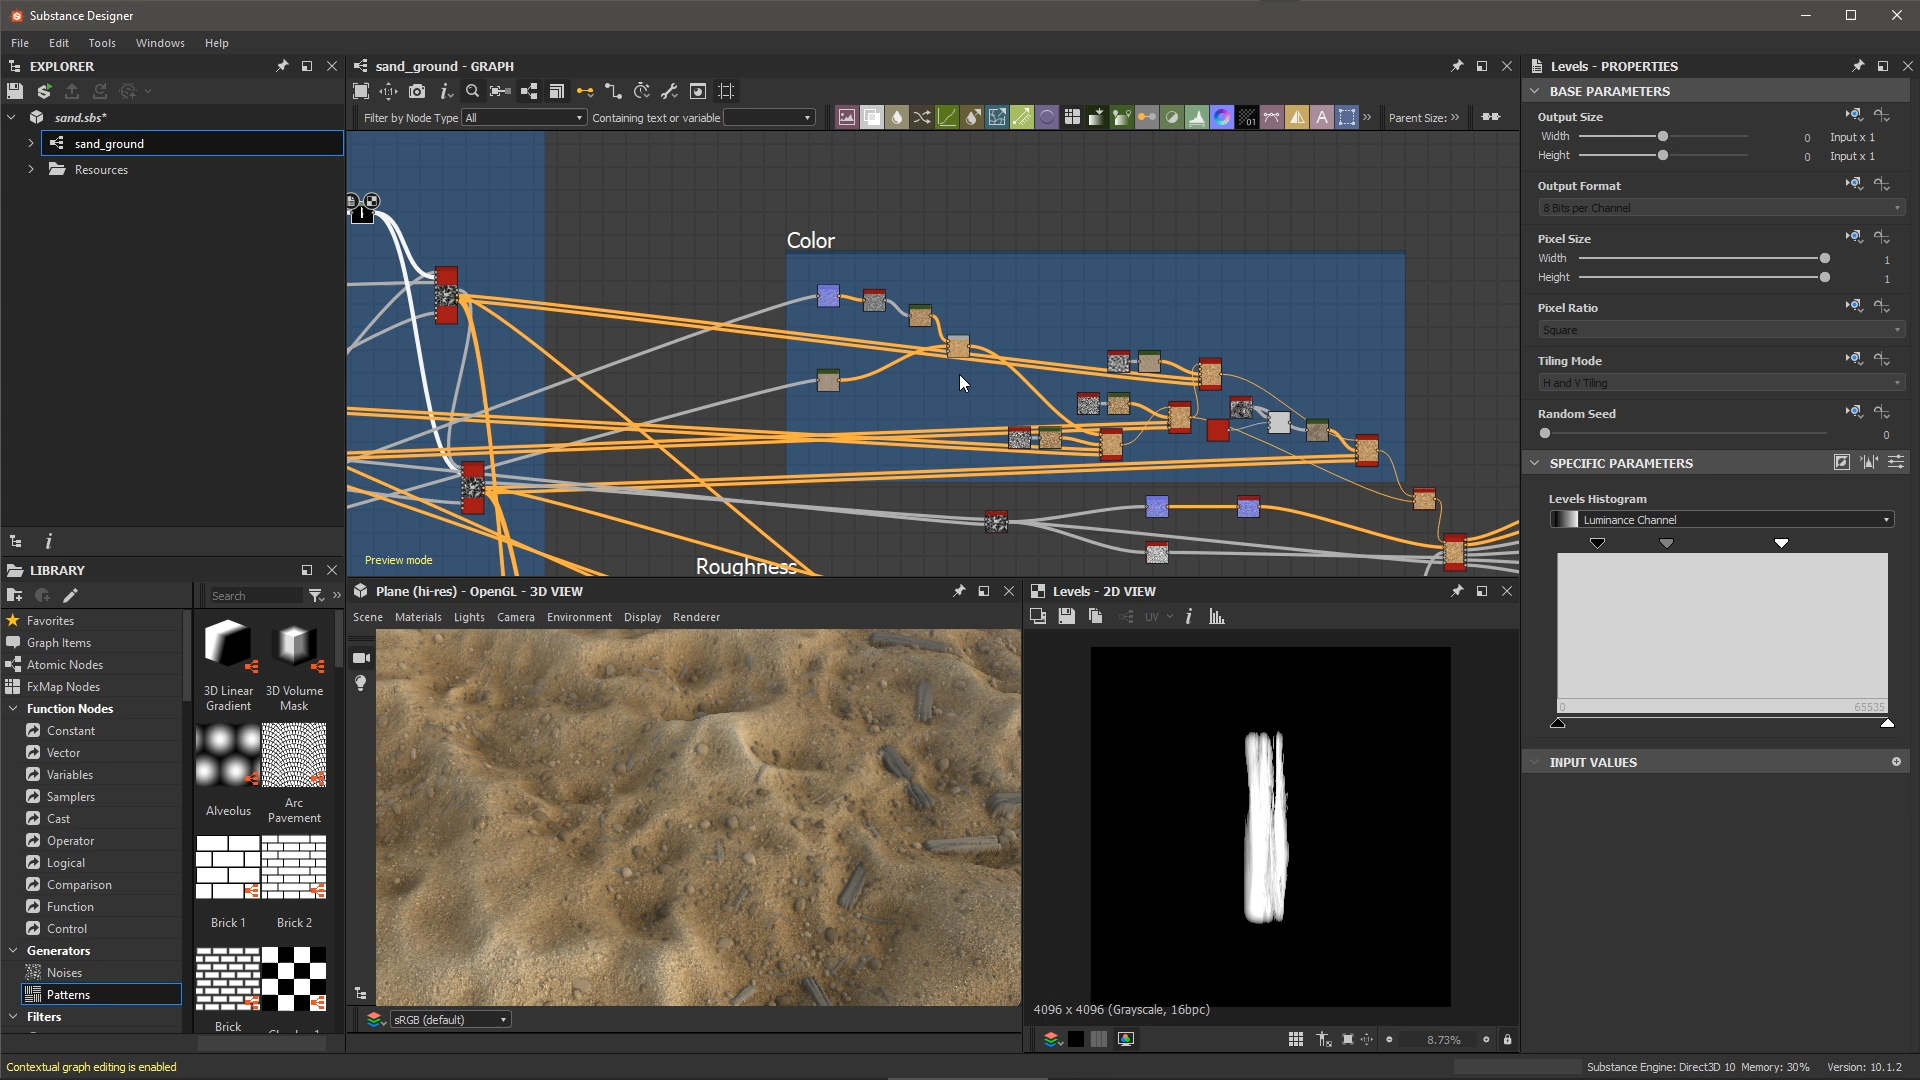 Substance Designer
File Edit Tools Windows Help
EXPLORER
sand.sbs*
sand_ground
Resources
LIBRARY
Search
Favorites
Graph Items
Atomic Nodes
FxMap Nodes
Function Nodes
Constant
Vector
Variables
Samplers
Cast
Operator
Logical
Comparison
Function
Control
Generators
Noises
Patterns
Filters
3D Linear Gradient
3D Volume Mask
Alveolus
Arc Pavement
Brick 1
Brick 2
Brick
sand_ground - GRAPH
Filter by Node Type All Containing text or variable
Parent Size: »
Color
Preview mode
Roughness
Plane (hi-res) - OpenGL - 3D VIEW
Scene Materials Lights Camera Environment Display Renderer
sRGB (default)
Levels - 2D VIEW
UV
4096 x 4096 (Grayscale, 16bpc)
8.73%
Levels - PROPERTIES
BASE PARAMETERS
Output Size
Width 0 Input x 1
Height 0 Input x 1
Output Format
8 Bits per Channel
Pixel Size
Width 1
Height 1
Pixel Ratio
Square
Tiling Mode
H and V Tiling
Random Seed
0
SPECIFIC PARAMETERS
Levels Histogram
Luminance Channel
0 65535
INPUT VALUES
Contextual graph editing is enabled
Substance Engine: Direct3D 10 Memory: 30% Version: 10.1.2